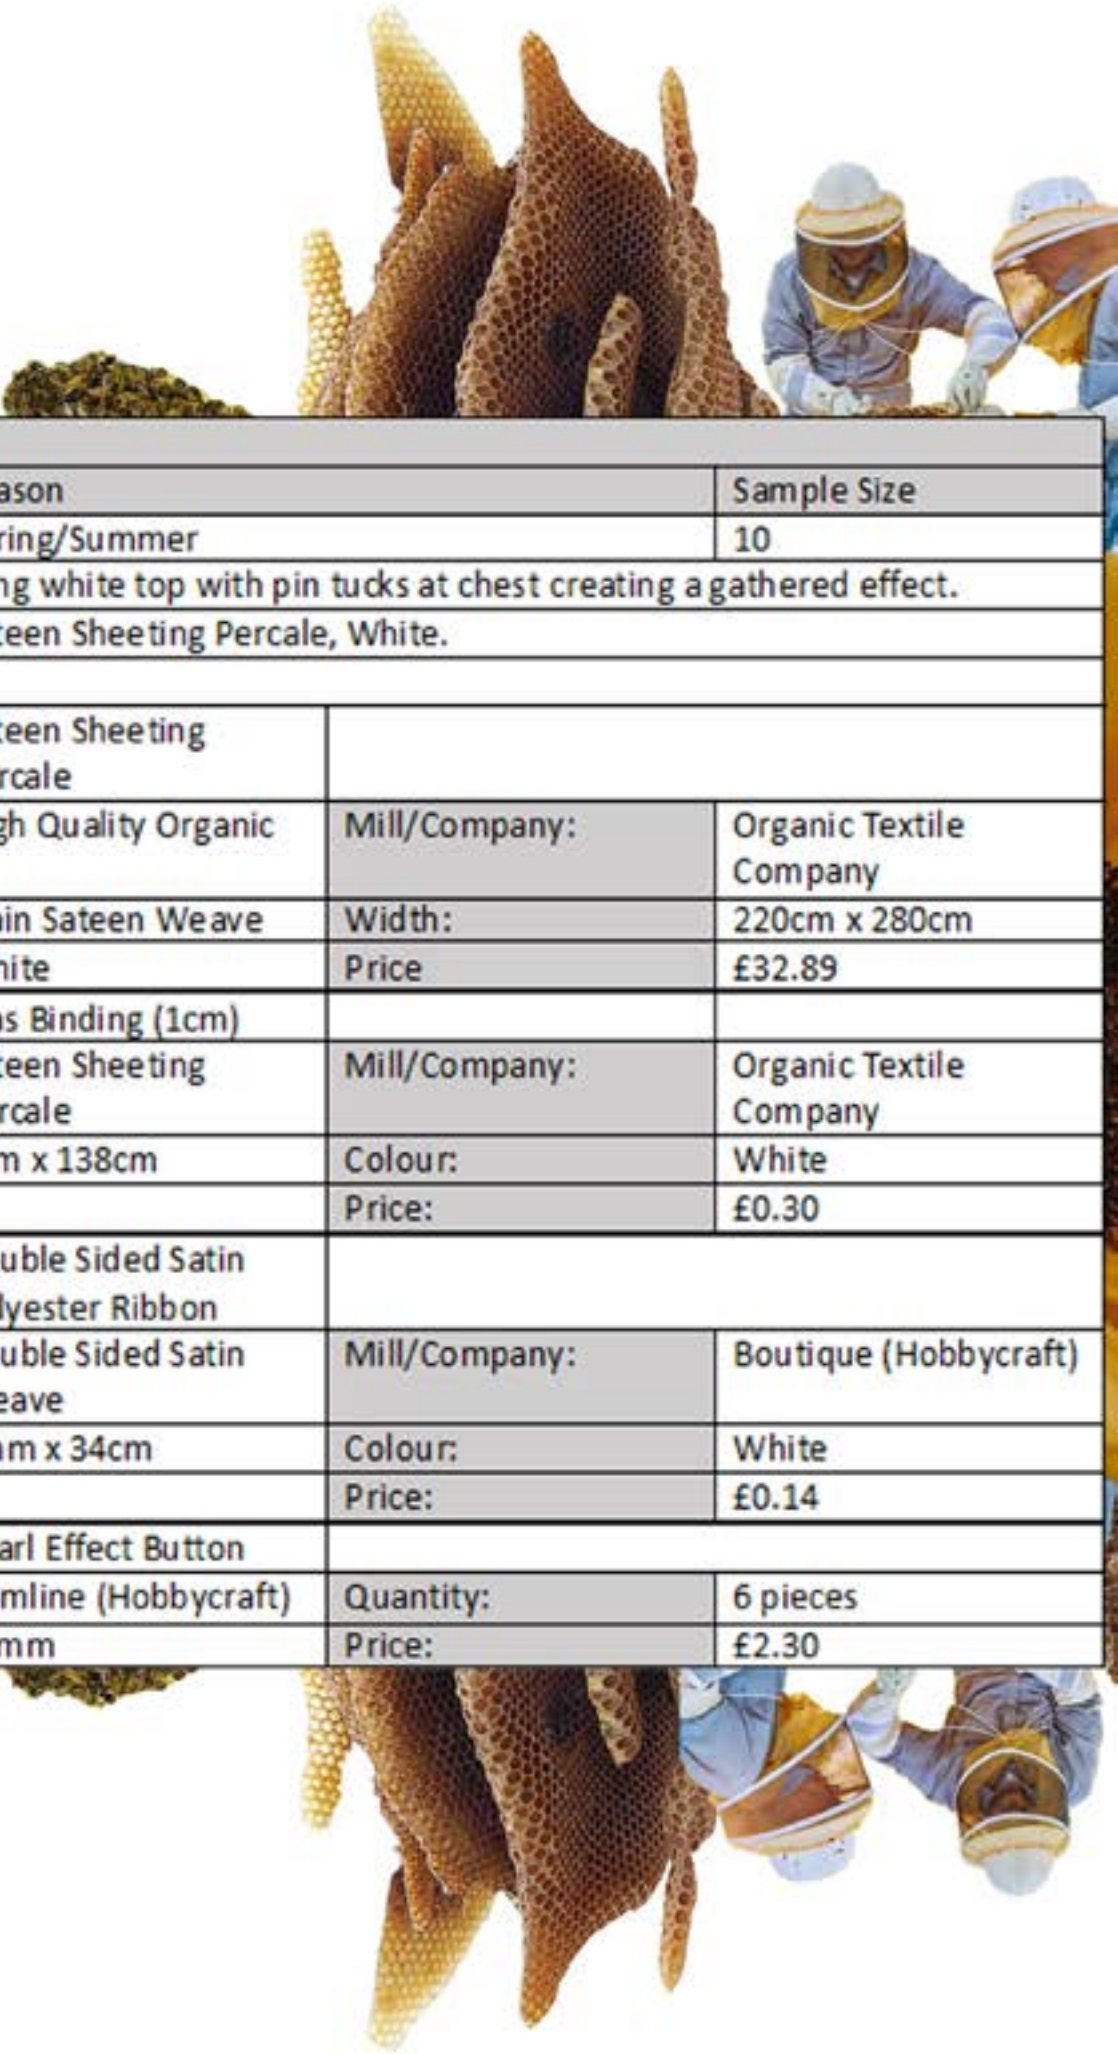 ason Sample Size
ring/Summer 10
ng white top with pin tucks at chest creating a gathered effect.
teen Sheeting Percale, White.
teen Sheeting
rcale
gh Quality Organic Mill/Company: Organic Textile
Company
in Sateen Weave Width: 220cm x 280cm
hite Price £32.89
as Binding (1cm)
teen Sheeting Mill/Company: Organic Textile
rcale Company
m x 138cm Colour: White
Price: £0.30
uble Sided Satin
lyester Ribbon
uble Sided Satin Mill/Company: Boutique (Hobbycraft)
eave
m x 34cm Colour: White
Price: £0.14
arl Effect Button
mline (Hobbycraft) Quantity: 6 pieces
mm Price: £2.30